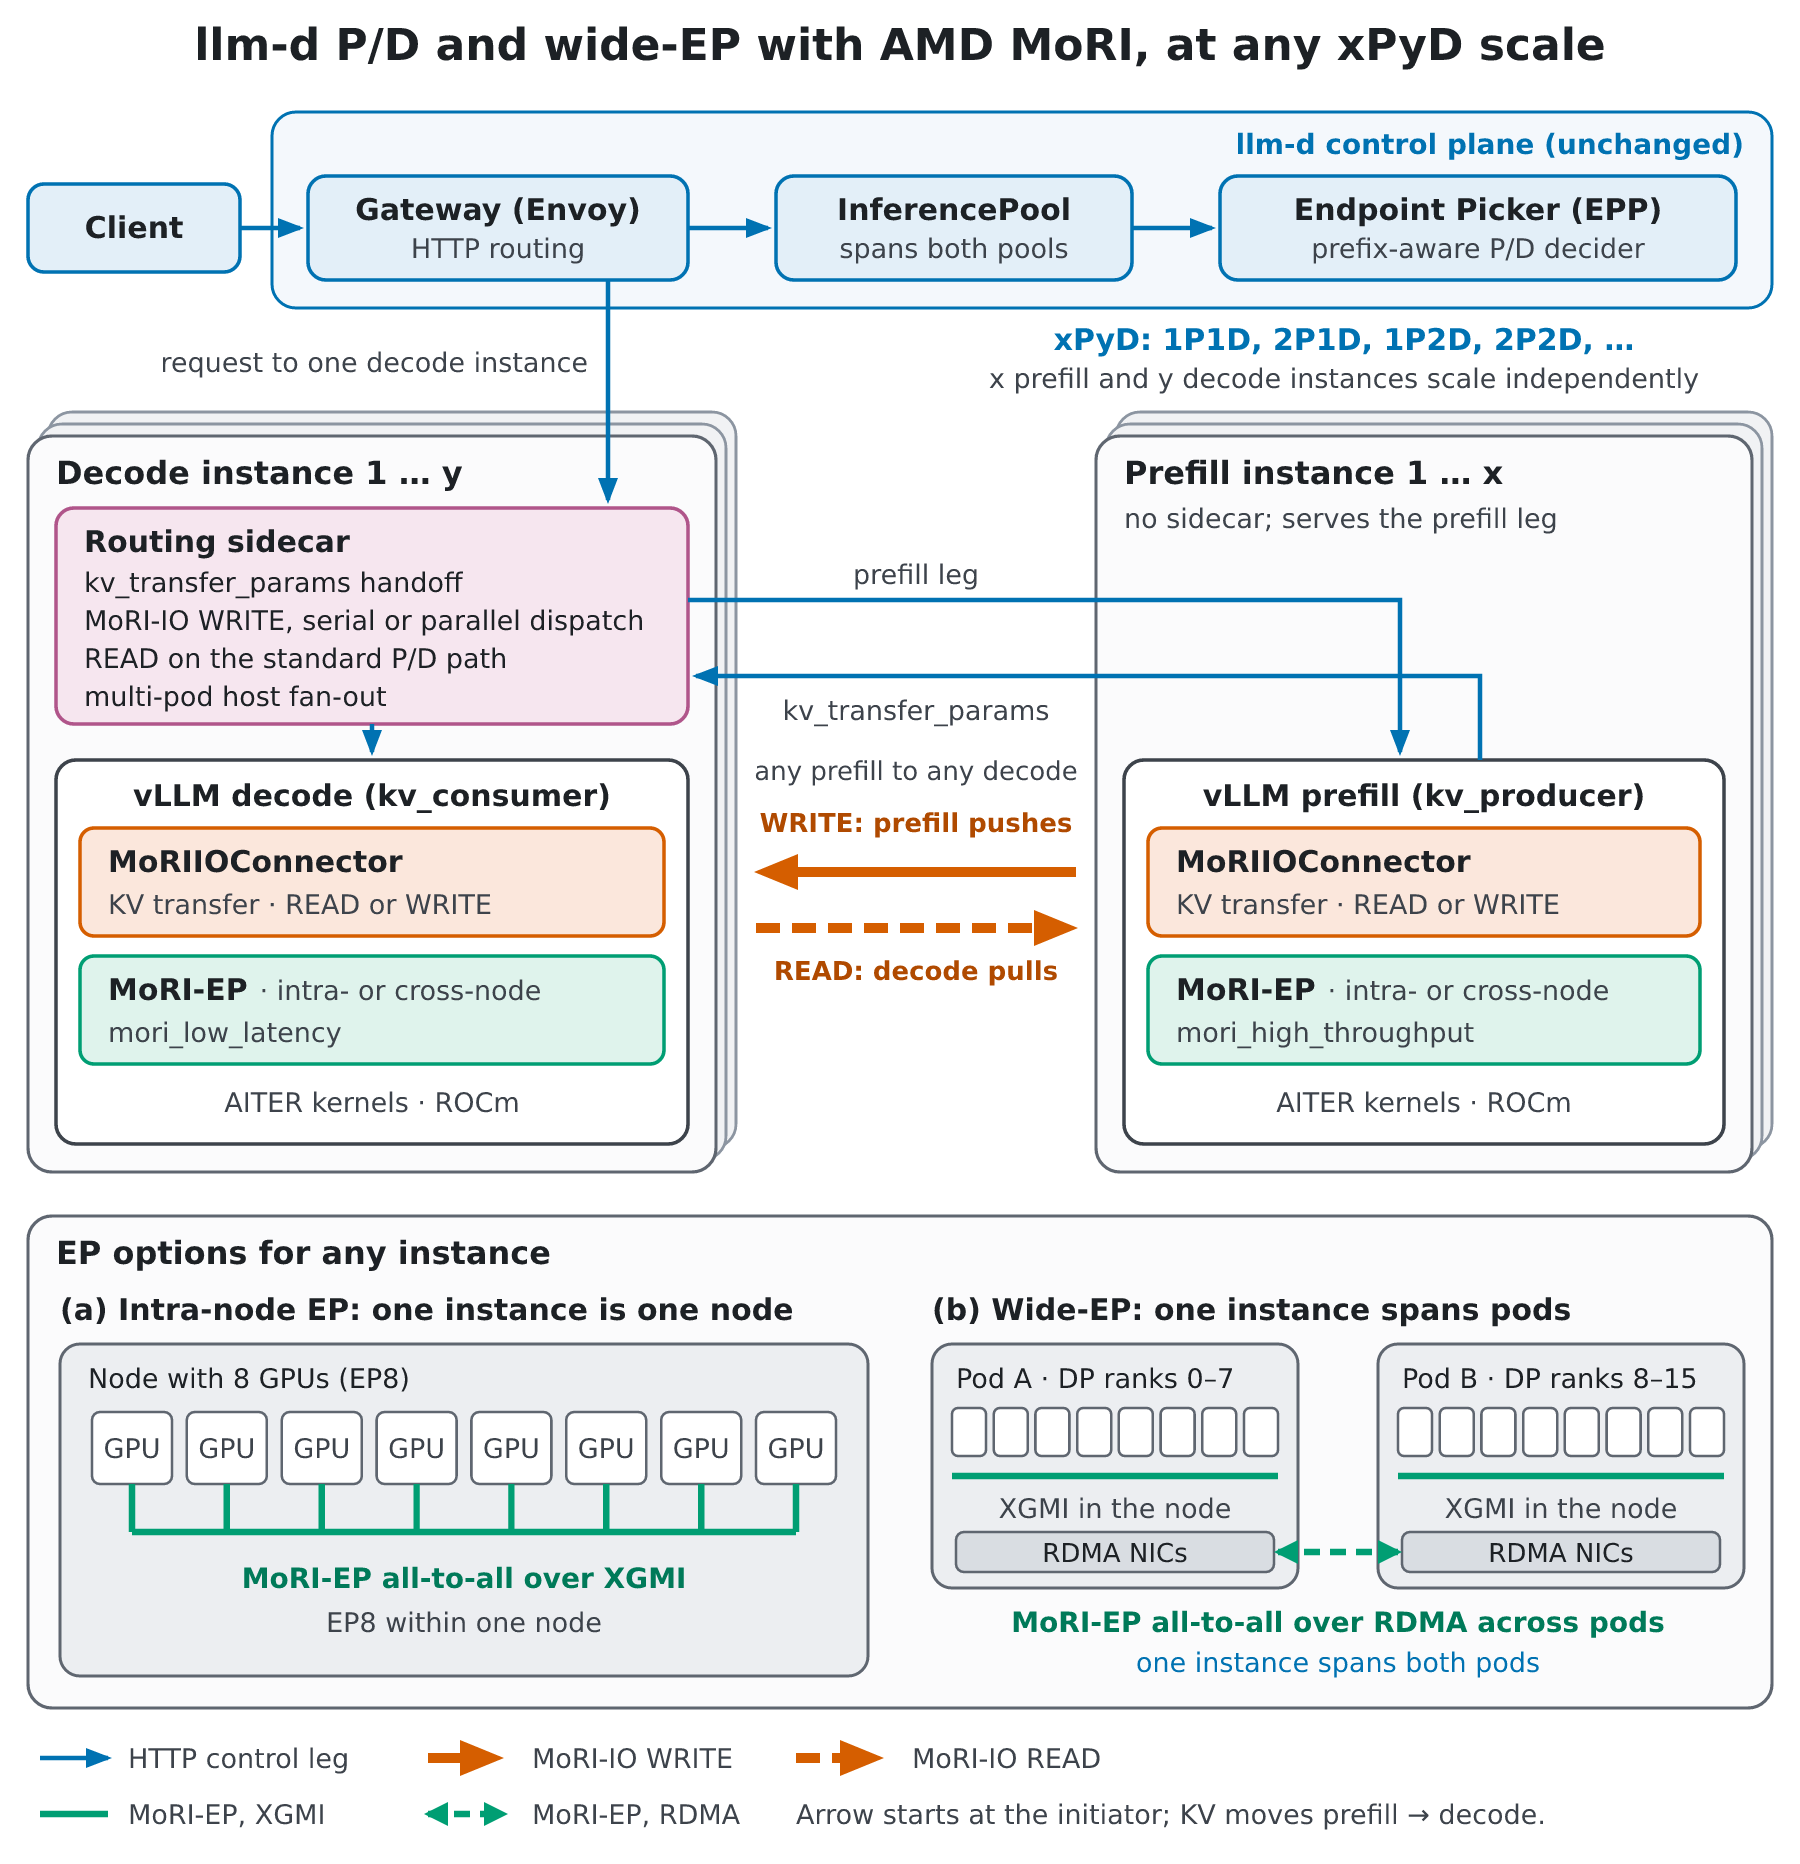 llm-d P/D and wide-EP with AMD MoRI, at any xPyD scale
llm-d control plane (unchanged)
Client
Gateway (Envoy)
HTTP routing
InferencePool
spans both pools
Endpoint Picker (EPP)
prefix-aware P/D decider
request to one decode instance
xPyD: 1P1D, 2P1D, 1P2D, 2P2D, …
x prefill and y decode instances scale independently
Decode instance 1 … y
Routing sidecar
kv_transfer_params handoff
MoRI-IO WRITE, serial or parallel dispatch
READ on the standard P/D path
multi-pod host fan-out
vLLM decode (kv_consumer)
MoRIIOConnector
KV transfer · READ or WRITE
MoRI-EP · intra- or cross-node
mori_low_latency
AITER kernels · ROCm
prefill leg
kv_transfer_params
any prefill to any decode
WRITE: prefill pushes
READ: decode pulls
Prefill instance 1 … x
no sidecar; serves the prefill leg
vLLM prefill (kv_producer)
MoRIIOConnector
KV transfer · READ or WRITE
MoRI-EP · intra- or cross-node
mori_high_throughput
AITER kernels · ROCm
EP options for any instance
(a) Intra-node EP: one instance is one node
Node with 8 GPUs (EP8)
GPU GPU GPU GPU GPU GPU GPU GPU
MoRI-EP all-to-all over XGMI
EP8 within one node
(b) Wide-EP: one instance spans pods
Pod A · DP ranks 0–7
XGMI in the node
RDMA NICs
Pod B · DP ranks 8–15
XGMI in the node
RDMA NICs
MoRI-EP all-to-all over RDMA across pods
one instance spans both pods
HTTP control leg
MoRI-IO WRITE
MoRI-IO READ
MoRI-EP, XGMI
MoRI-EP, RDMA
Arrow starts at the initiator; KV moves prefill → decode.